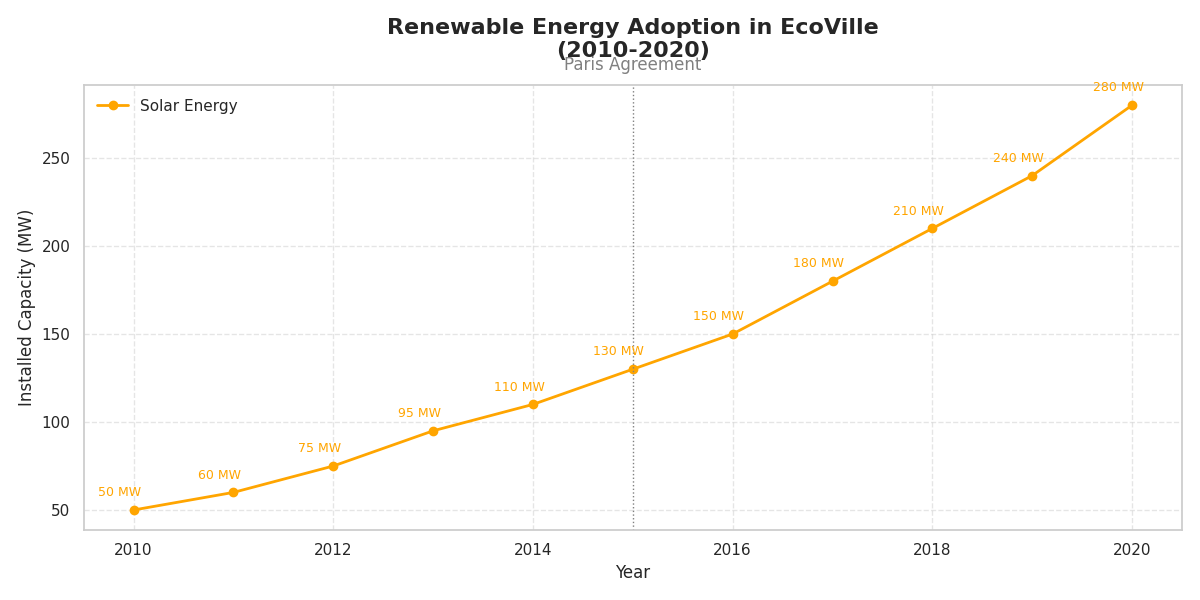 Renewable Energy Adoption in EcoVille
(2010-2020)
Paris Agreement
Solar Energy
280 MW
240 MW
210 MW
180 MW
150 MW
130 MW
110 MW
95 MW
75 MW
60 MW
50 MW
Installed Capacity (MW)
250
200
150
100
50
2010
2012
2014
2016
2018
2020
Year